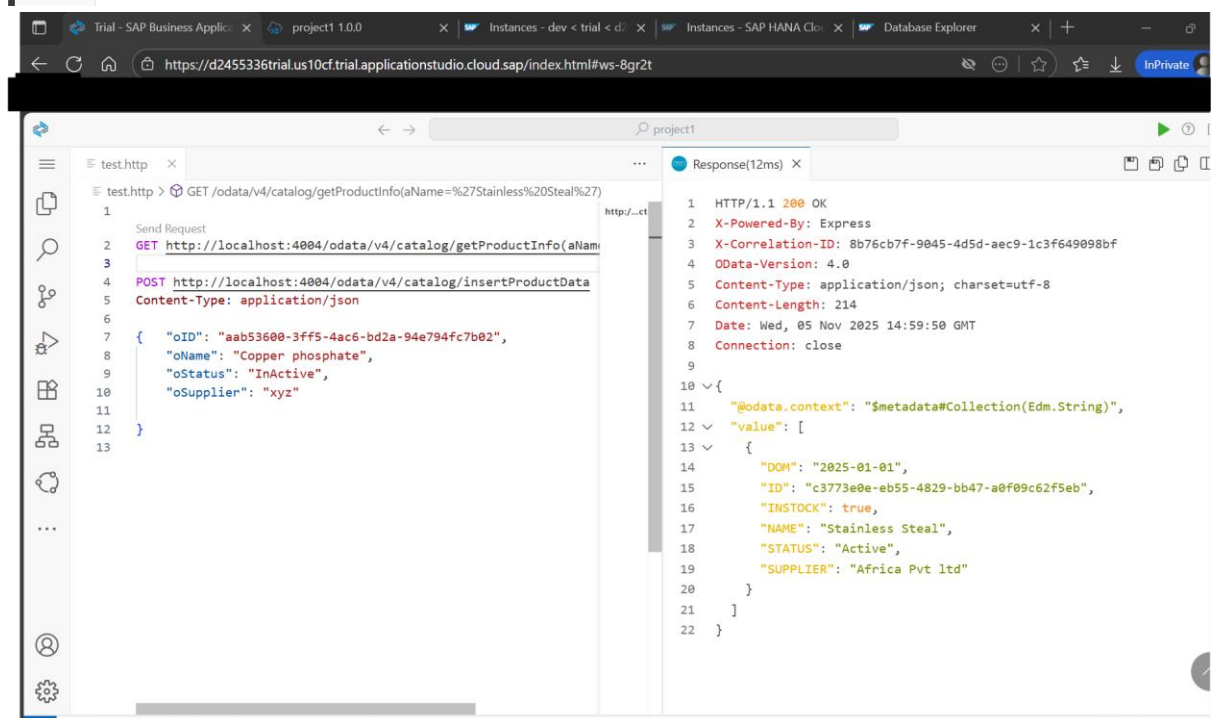 Trial - SAP Business Applic
project1 1.0.0
Instances - dev < trial < d2
Instances - SAP HANA Clo
Database Explorer
https://d2455336trial.us10cf.trial.applicationstudio.cloud.sap/index.html#ws-8gr2t
InPrivate
project1
test.http
Response(12ms)
test.http > GET /odata/v4/catalog/getProductInfo(aName=%27Stainless%20Steal%27)
http:/...ct
1
Send Request
2 GET http://localhost:4004/odata/v4/catalog/getProductInfo(aName
3
4 POST http://localhost:4004/odata/v4/catalog/insertProductData
5 Content-Type: application/json
6
7 { "oID": "aab53600-3ff5-4ac6-bd2a-94e794fc7b02",
8 "oName": "Copper phosphate",
9 "oStatus": "InActive",
10 "oSupplier": "xyz"
11
12 }
13
1 HTTP/1.1 200 OK
2 X-Powered-By: Express
3 X-Correlation-ID: 8b76cb7f-9045-4d5d-aec9-1c3f649098bf
4 OData-Version: 4.0
5 Content-Type: application/json; charset=utf-8
6 Content-Length: 214
7 Date: Wed, 05 Nov 2025 14:59:50 GMT
8 Connection: close
9
10 {
11 "@odata.context": "$metadata#Collection(Edm.String)",
12 "value": [
13 {
14 "DOM": "2025-01-01",
15 "ID": "c3773e0e-eb55-4829-bb47-a0f09c62f5eb",
16 "INSTOCK": true,
17 "NAME": "Stainless Steal",
18 "STATUS": "Active",
19 "SUPPLIER": "Africa Pvt ltd"
20 }
21 ]
22 }